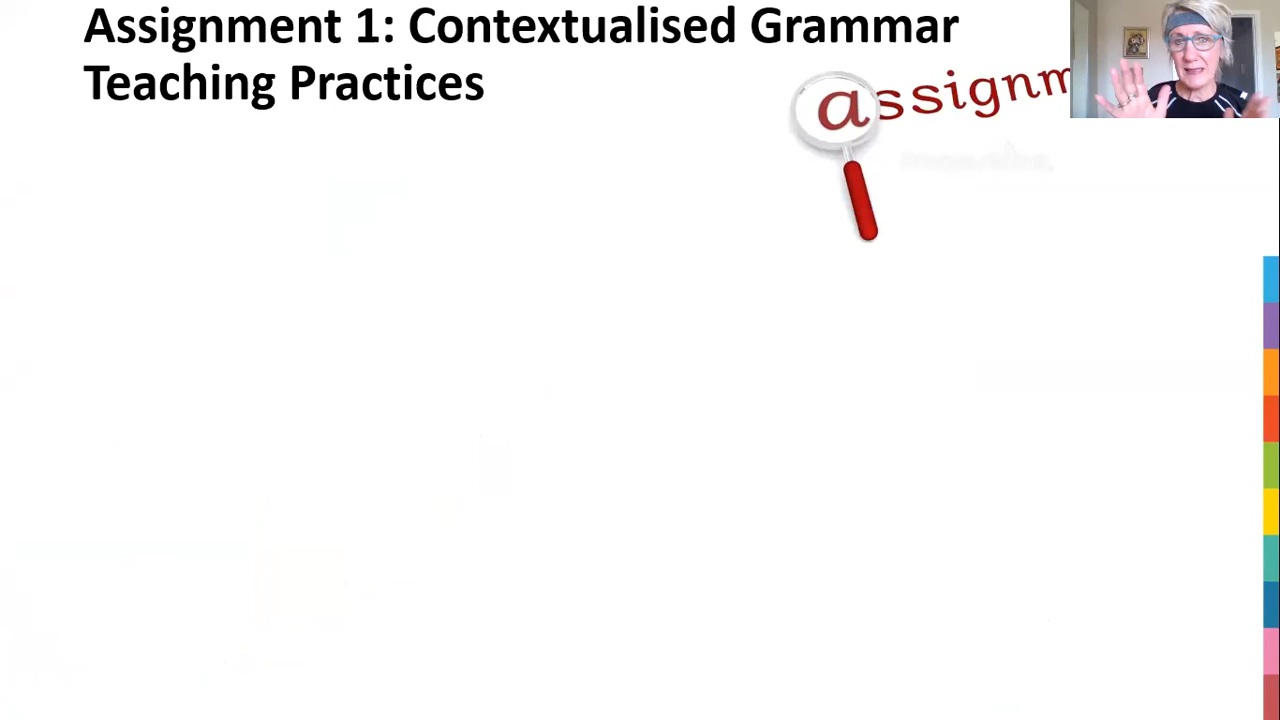 Assignment 1: Contextualised Grammar
Teaching Practices
assignm